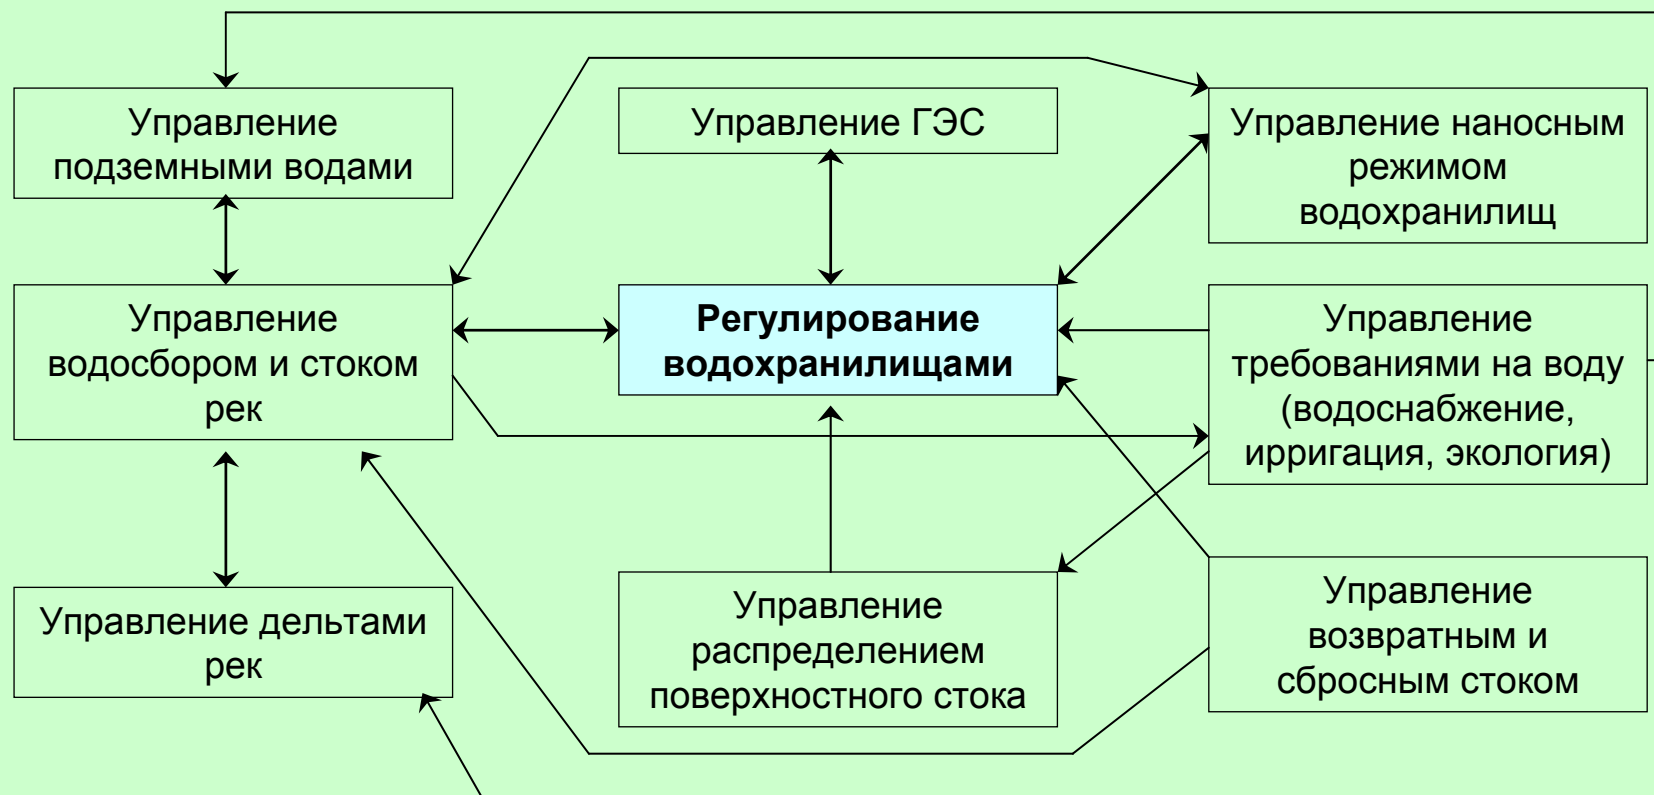 Управление
подземными водами
Управление ГЭС
Управление наносным
режимом
водохранилищ
Управление
водосбором и стоком
рек
Регулирование
водохранилищами
Управление
требованиями на воду
(водоснабжение,
ирригация, экология)
Управление дельтами
рек
Управление
распределением
поверхностного стока
Управление
возвратным и
сбросным стоком